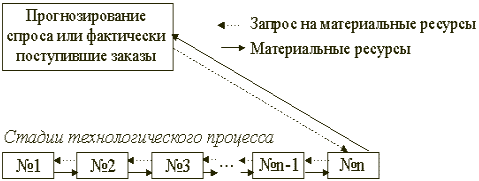 Прогнозирование
спроса или фактически
поступившие заказы
Запрос на материальные ресурсы
Материальные ресурсы
Стадии технологического процесса
№1 №2 №3 ... №n-1 №n